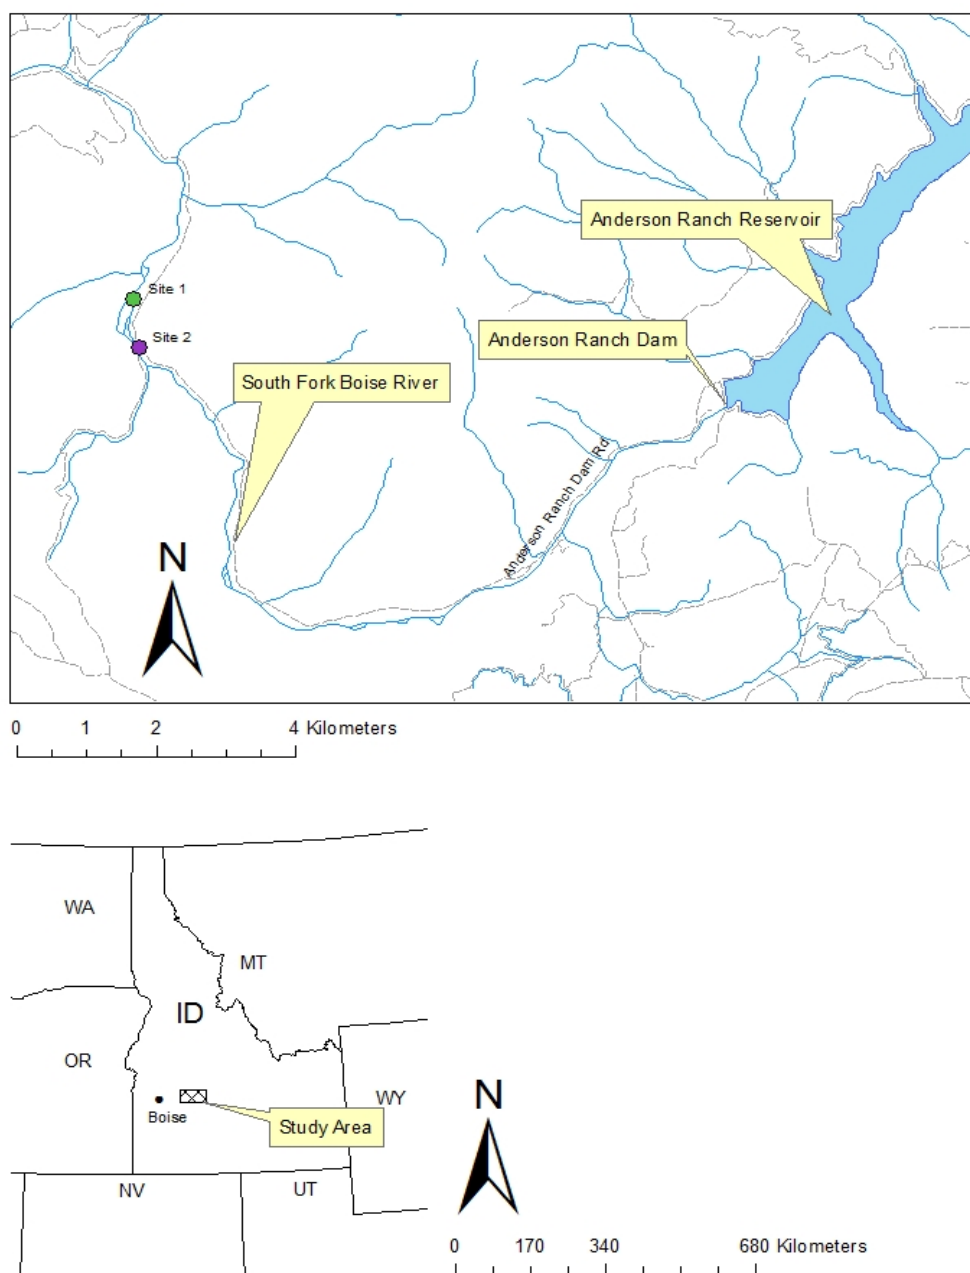 Anderson Ranch Reservoir
Site 1
Site 2
Anderson Ranch Dam
South Fork Boise River
Anderson Ranch Dam Rd
N
0 1 2 4 Kilometers
WA
MT
ID
OR
WY
Boise
Study Area
NV
UT
N
0 170 340 680 Kilometers